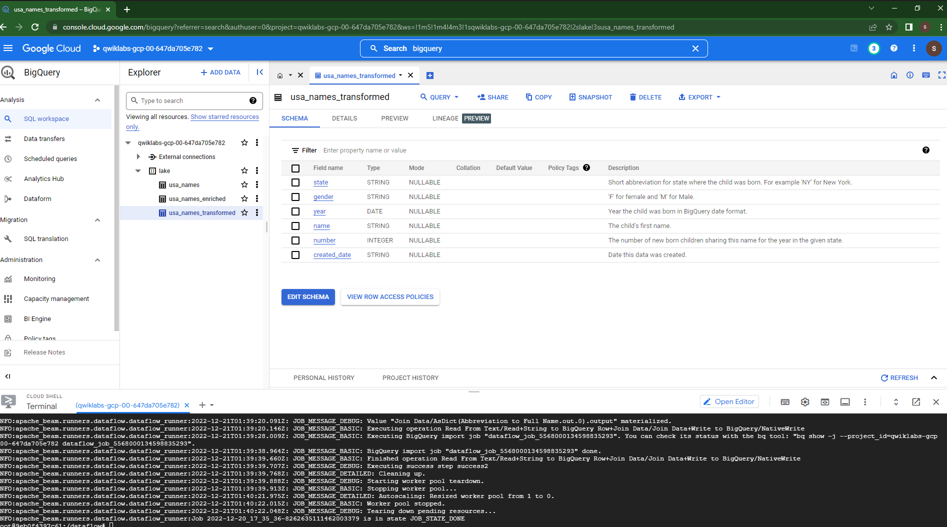 usa_names_transformed – BigQu
console.cloud.google.com/bigquery?referrer=search&authuser=0&project=qwiklabs-gcp-00-647da705e782&ws=!1m5!1m4!4m3!1sqwiklabs-gcp-00-647da705e782!2slake!3susa_names_transformed
Google Cloud
qwiklabs-gcp-00-647da705e782
Search bigquery
3
S
BigQuery
Explorer
+ ADD DATA
usa_names_transformed
Analysis
SQL workspace
Data transfers
Scheduled queries
Analytics Hub
Dataform
Migration
SQL translation
Administration
Monitoring
Capacity management
BI Engine
Policy tags
Release Notes
Type to search
Viewing all resources. Show starred resources
only.
qwiklabs-gcp-00-647da705e782
External connections
lake
usa_names
usa_names_enriched
usa_names_transformed
usa_names_transformed
QUERY
SHARE
COPY
SNAPSHOT
DELETE
EXPORT
SCHEMA DETAILS PREVIEW LINEAGE PREVIEW
Filter Enter property name or value
Field name Type Mode Collation Default Value Policy Tags Description
state STRING NULLABLE Short abbreviation for state where the child was born. For example 'NY' for New York.
gender STRING NULLABLE 'F' for female and 'M' for Male.
year DATE NULLABLE Year the child was born in BigQuery date format.
name STRING NULLABLE The child's first name.
number INTEGER NULLABLE The number of new born children sharing this name for the year in the given state.
created_date STRING NULLABLE Date this data was created.
EDIT SCHEMA VIEW ROW ACCESS POLICIES
PERSONAL HISTORY PROJECT HISTORY REFRESH
CLOUD SHELL
Terminal (qwiklabs-gcp-00-647da705e782) Open Editor
NFO:apache_beam.runners.dataflow.dataflow_runner:2022-12-21T01:39:20.091Z: JOB_MESSAGE_DEBUG: Value "Join Data/AsDict(Abbreviation to Full Name.out.0).output" materialized.
NFO:apache_beam.runners.dataflow.dataflow_runner:2022-12-21T01:39:20.146Z: JOB_MESSAGE_BASIC: Executing operation Read From Text/Read+String to BigQuery Row+Join Data/Join Data+Write to BigQuery/NativeWrite
NFO:apache_beam.runners.dataflow.dataflow_runner:2022-12-21T01:39:28.009Z: JOB_MESSAGE_BASIC: Executing BigQuery import job "dataflow_job_5568000134598835293". You can check its status with the bq tool: "bq show -j --project_id=qwiklabs-gcp
00-647da705e782 dataflow_job_5568000134598835293".
NFO:apache_beam.runners.dataflow.dataflow_runner:2022-12-21T01:39:38.964Z: JOB_MESSAGE_BASIC: BigQuery import job "dataflow_job_5568000134598835293" done.
NFO:apache_beam.runners.dataflow.dataflow_runner:2022-12-21T01:39:39.660Z: JOB_MESSAGE_BASIC: Finished operation Read From Text/Read+String to BigQuery Row+Join Data/Join Data+Write to BigQuery/NativeWrite
NFO:apache_beam.runners.dataflow.dataflow_runner:2022-12-21T01:39:39.707Z: JOB_MESSAGE_DEBUG: Executing success step success2
NFO:apache_beam.runners.dataflow.dataflow_runner:2022-12-21T01:39:39.768Z: JOB_MESSAGE_DETAILED: Cleaning up.
NFO:apache_beam.runners.dataflow.dataflow_runner:2022-12-21T01:39:39.888Z: JOB_MESSAGE_DEBUG: Starting worker pool teardown.
NFO:apache_beam.runners.dataflow.dataflow_runner:2022-12-21T01:39:39.913Z: JOB_MESSAGE_BASIC: Stopping worker pool...
NFO:apache_beam.runners.dataflow.dataflow_runner:2022-12-21T01:40:21.975Z: JOB_MESSAGE_DETAILED: Autoscaling: Resized worker pool from 1 to 0.
NFO:apache_beam.runners.dataflow.dataflow_runner:2022-12-21T01:40:22.015Z: JOB_MESSAGE_BASIC: Worker pool stopped.
NFO:apache_beam.runners.dataflow.dataflow_runner:2022-12-21T01:40:22.048Z: JOB_MESSAGE_DEBUG: Tearing down pending resources...
NFO:apache_beam.runners.dataflow.dataflow_runner:Job 2022-12-20_17_35_36-8262635111462003379 is in state JOB_STATE_DONE